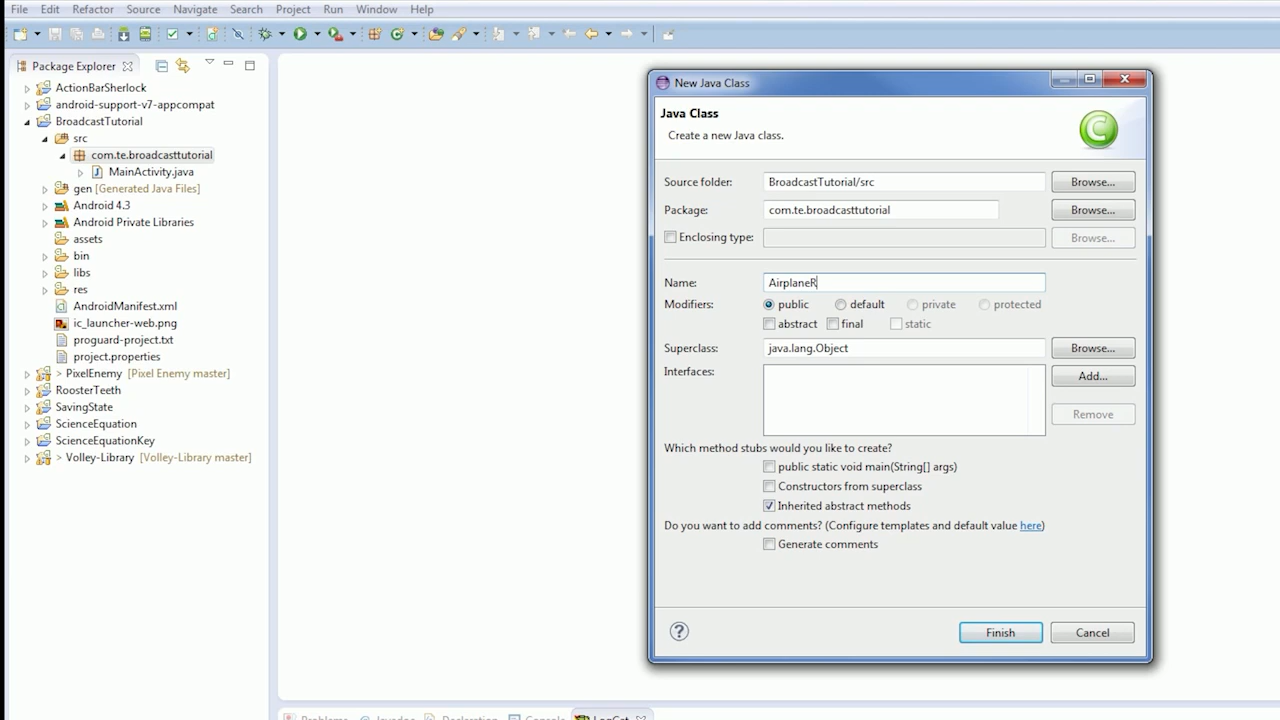 File Edit Refactor Source Navigate Search Project Run Window Help
Package Explorer
ActionBarSherlock
android-support-v7-appcompat
BroadcastTutorial
src
com.te.broadcasttutorial
MainActivity.java
gen [Generated Java Files]
Android 4.3
Android Private Libraries
assets
bin
libs
res
AndroidManifest.xml
ic_launcher-web.png
proguard-project.txt
project.properties
> PixelEnemy [Pixel Enemy master]
RoosterTeeth
SavingState
ScienceEquation
ScienceEquationKey
> Volley-Library [Volley-Library master]
New Java Class
Java Class
Create a new Java class.
Source folder: BroadcastTutorial/src Browse...
Package: com.te.broadcasttutorial Browse...
Enclosing type: Browse...
Name: AirplaneR
Modifiers: public default private protected
abstract final static
Superclass: java.lang.Object Browse...
Interfaces: Add...
Remove
Which method stubs would you like to create?
public static void main(String[] args)
Constructors from superclass
Inherited abstract methods
Do you want to add comments? (Configure templates and default value here)
Generate comments
Finish Cancel
Problems Javadoc Declaration Console LogCat